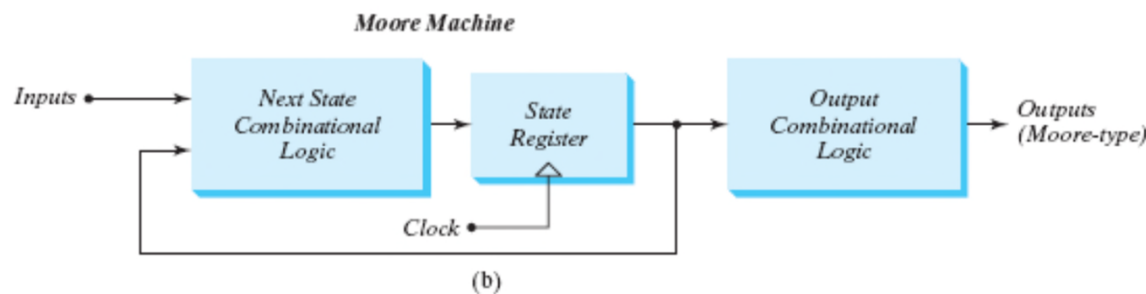 Moore Machine
Inputs
Next State
Combinational
Logic
State
Register
Output
Combinational
Logic
Outputs
(Moore-type)
Clock
(b)